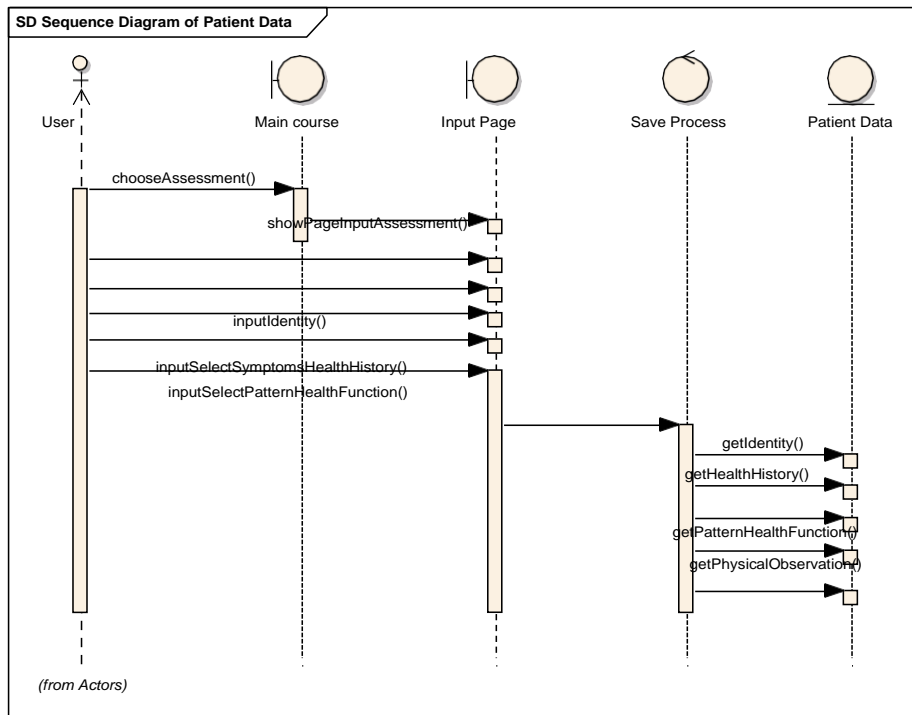 SD Sequence Diagram of Patient Data
User
Main course
Input Page
Save Process
Patient Data
chooseAssessment()
showPageInputAssessment()
inputIdentity()
inputSelectSymptomsHealthHistory()
inputSelectPatternHealthFunction()
getIdentity()
getHealthHistory()
getPatternHealthFunction()
getPhysicalObservation()
(from Actors)